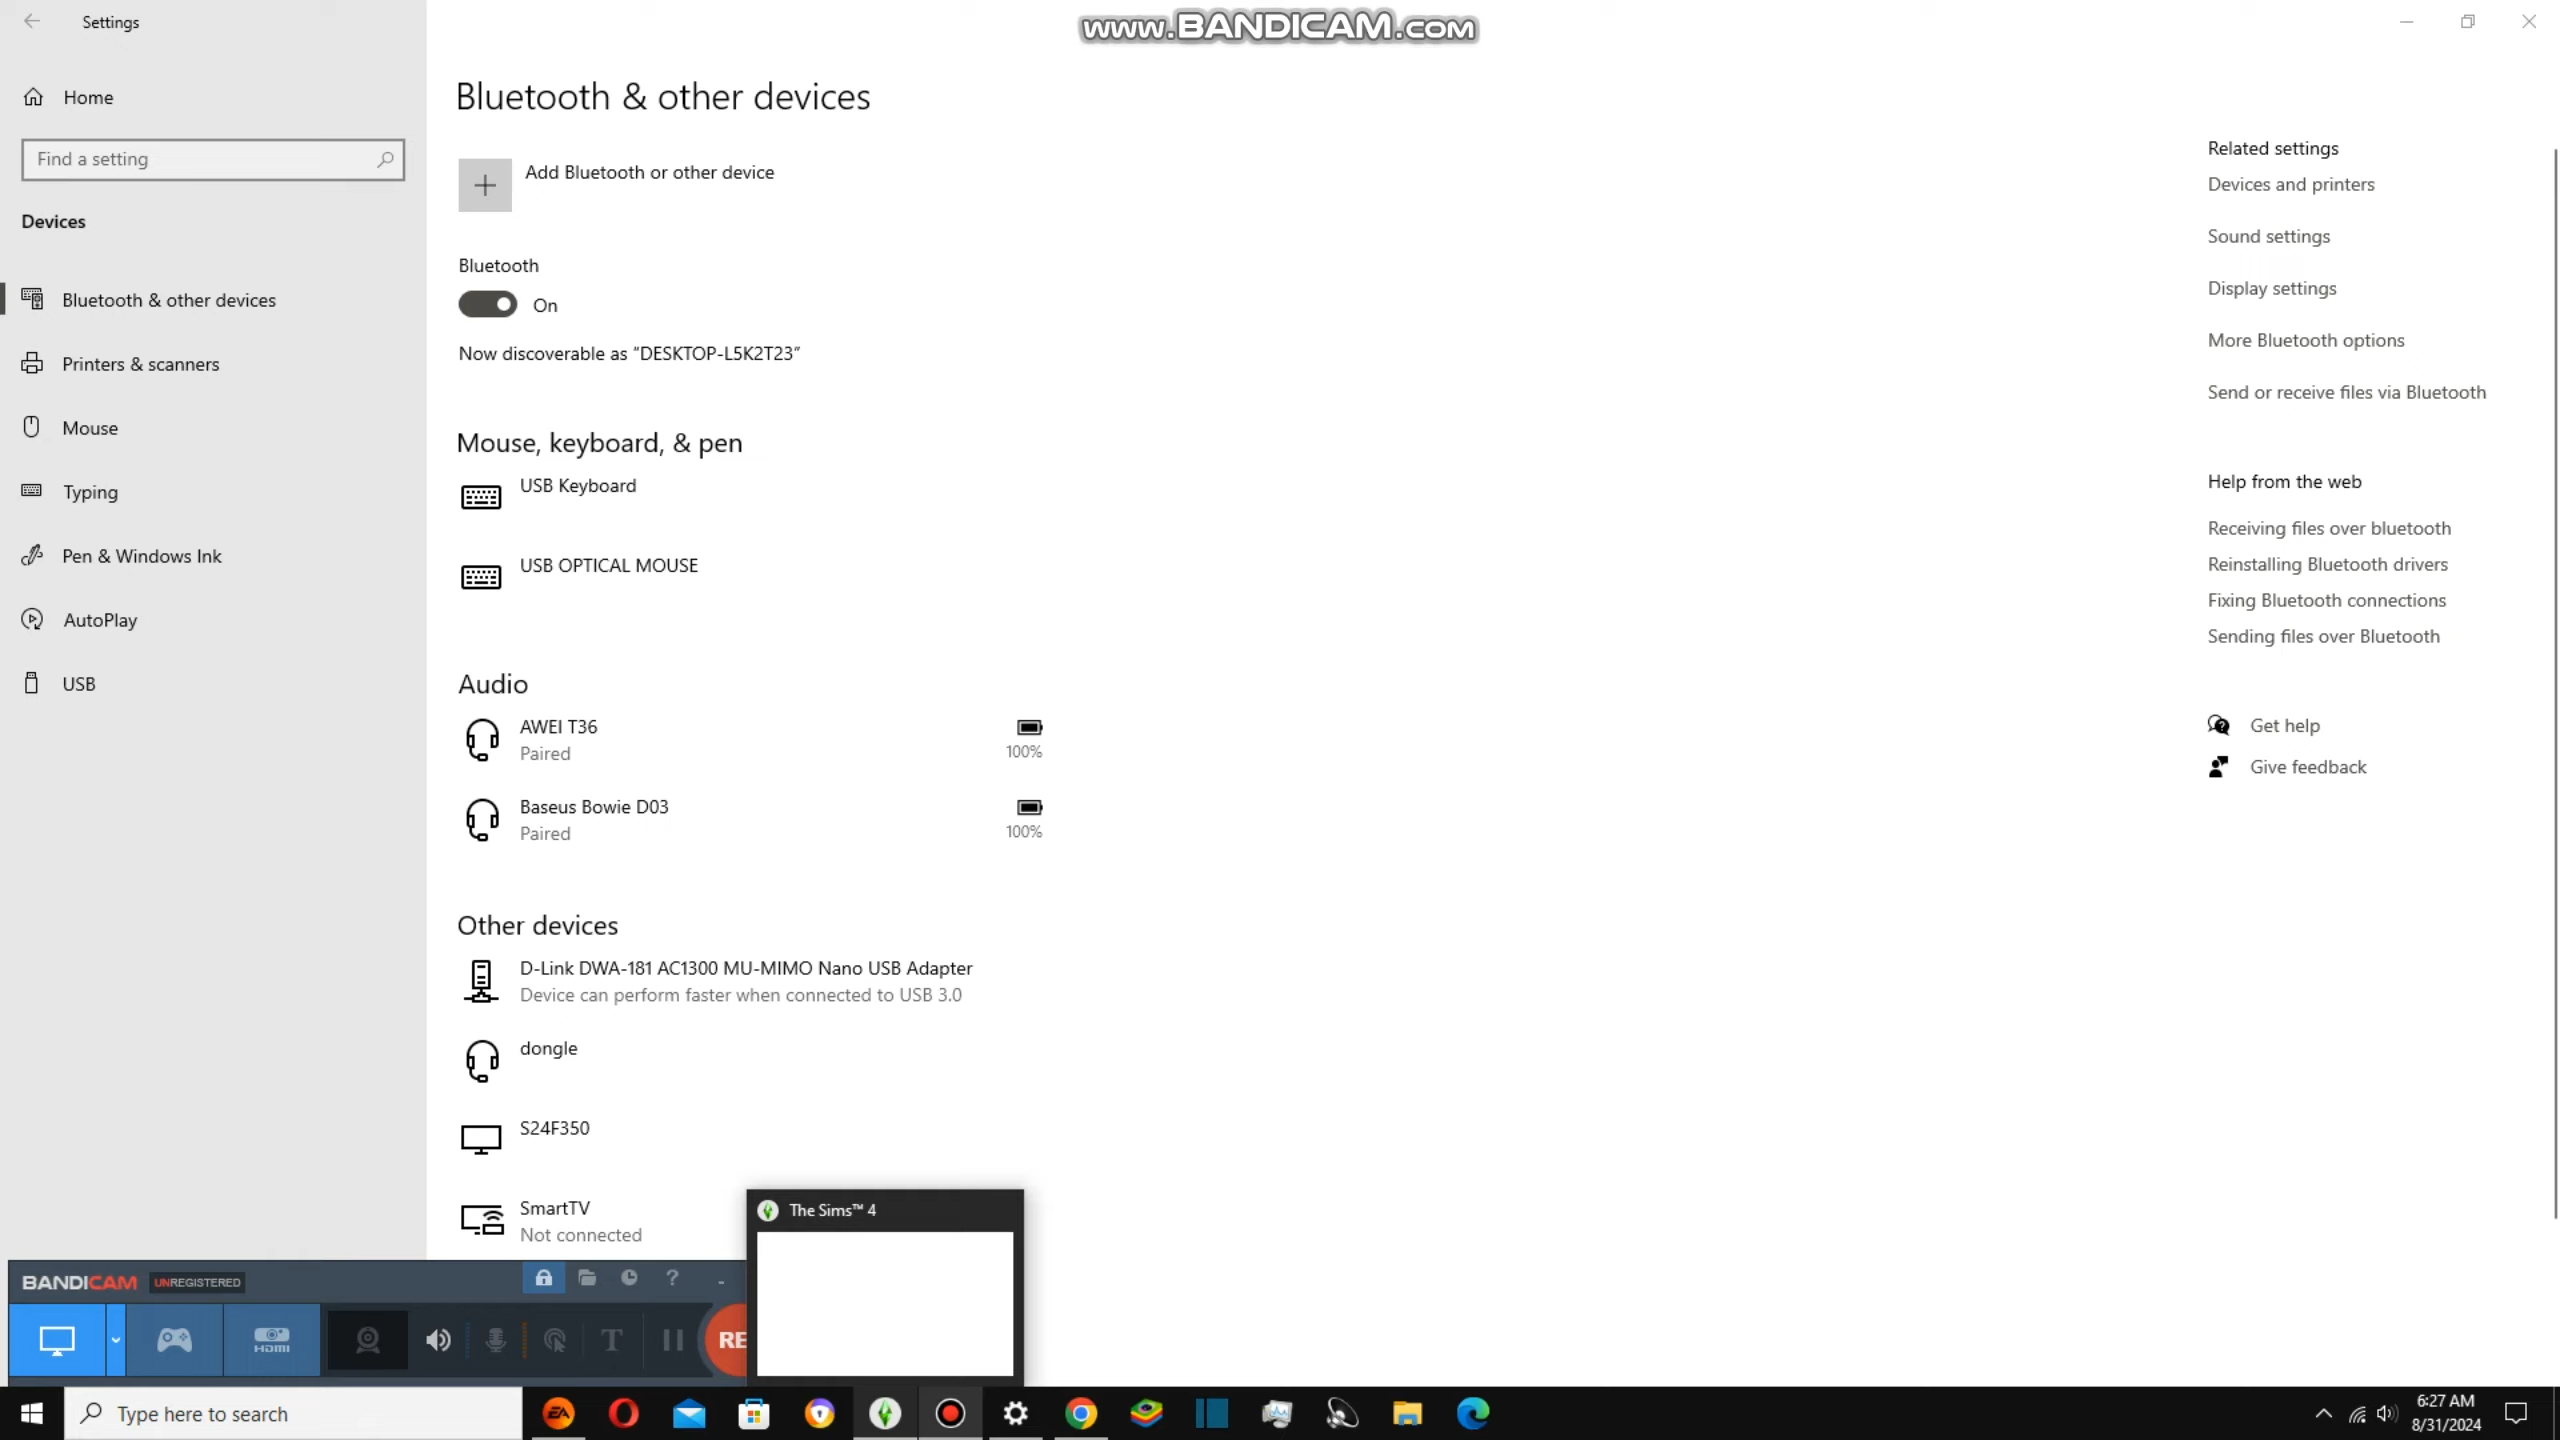 Settings
www.BANDICAM.com
Home
Find a setting
Devices
Bluetooth & other devices
Printers & scanners
Mouse
Typing
Pen & Windows Ink
AutoPlay
USB
Bluetooth & other devices
Add Bluetooth or other device
Bluetooth
On
Now discoverable as “DESKTOP-L5K2T23”
Mouse, keyboard, & pen
USB Keyboard
USB OPTICAL MOUSE
Audio
AWEI T36
Paired
100%
Baseus Bowie D03
Paired
100%
Other devices
D-Link DWA-181 AC1300 MU-MIMO Nano USB Adapter
Device can perform faster when connected to USB 3.0
dongle
S24F350
SmartTV
Not connected
Related settings
Devices and printers
Sound settings
Display settings
More Bluetooth options
Send or receive files via Bluetooth
Help from the web
Receiving files over bluetooth
Reinstalling Bluetooth drivers
Fixing Bluetooth connections
Sending files over Bluetooth
Get help
Give feedback
The Sims™ 4
BANDICAM UNREGISTERED
?
HDMI
T
RE
Type here to search
EA
6:27 AM
8/31/2024